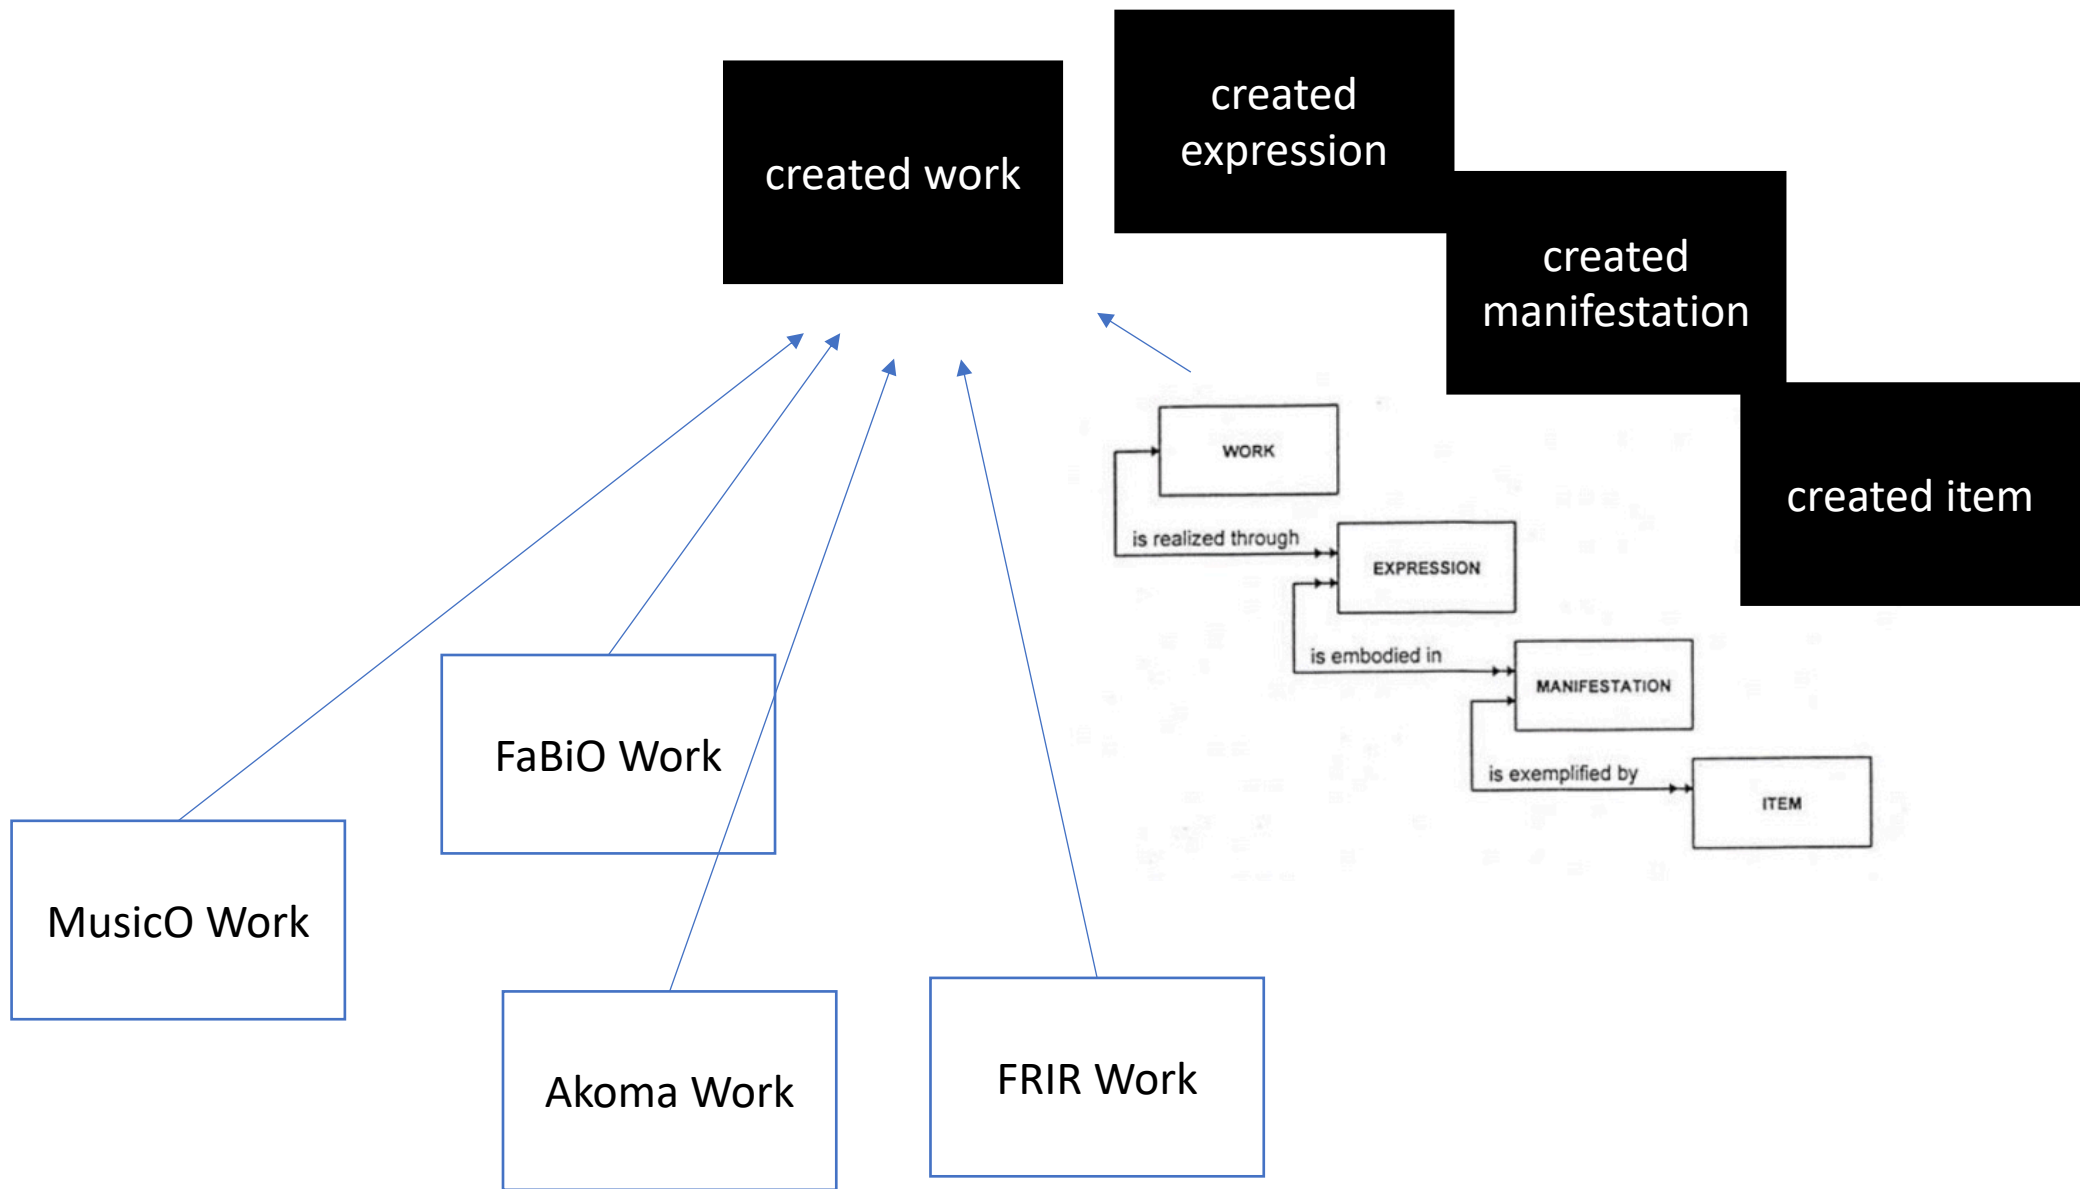 created
expression
created work
created
manifestation
created item
WORK
is realized through
EXPRESSION
is embodied in
MANIFESTATION
is exemplified by
ITEM
FaBiO Work
MusicO Work
Akoma Work
FRIR Work